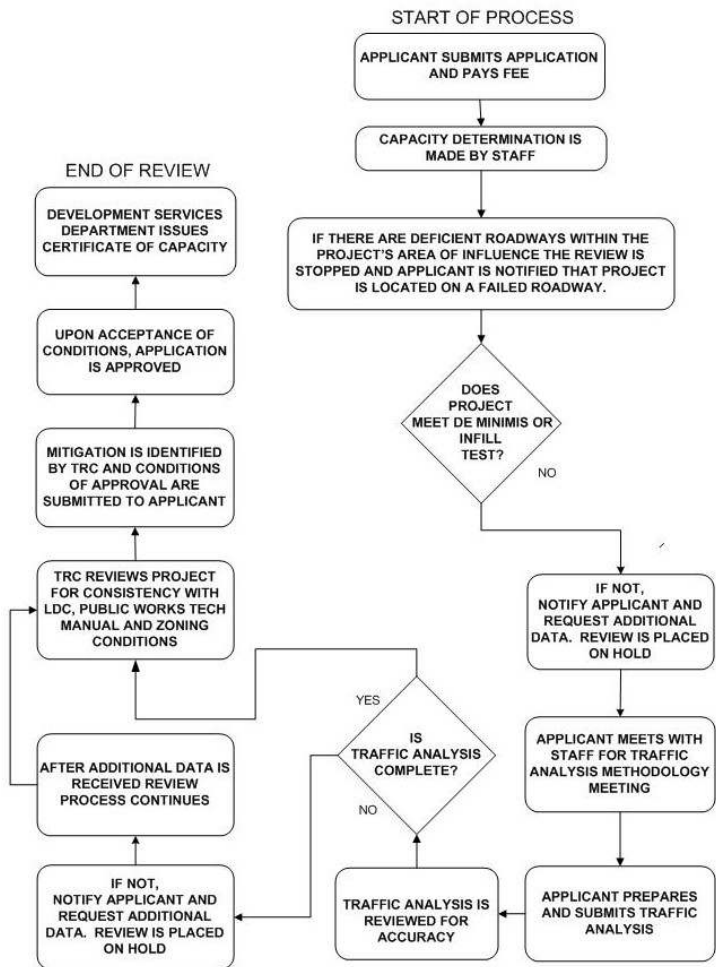 START OF PROCESS
APPLICANT SUBMITS APPLICATION
AND PAYS FEE
CAPACITY DETERMINATION IS
MADE BY STAFF
IF THERE ARE DEFICIENT ROADWAYS WITHIN THE
PROJECT'S AREA OF INFLUENCE THE REVIEW IS
STOPPED AND APPLICANT IS NOTIFIED THAT PROJECT
IS LOCATED ON A FAILED ROADWAY.
DOES
PROJECT
MEET DE MINIMIS OR
INFILL
TEST?
NO
IF NOT,
NOTIFY APPLICANT AND
REQUEST ADDITIONAL
DATA. REVIEW IS PLACED
ON HOLD
APPLICANT MEETS WITH
STAFF FOR TRAFFIC
ANALYSIS METHODOLOGY
MEETING
APPLICANT PREPARES
AND SUBMITS TRAFFIC
ANALYSIS
TRAFFIC ANALYSIS IS
REVIEWED FOR
ACCURACY
IS
TRAFFIC ANALYSIS
COMPLETE?
YES
NO
IF NOT,
NOTIFY APPLICANT AND
REQUEST ADDITIONAL
DATA. REVIEW IS PLACED
ON HOLD
AFTER ADDITIONAL DATA IS
RECEIVED REVIEW
PROCESS CONTINUES
TRC REVIEWS PROJECT
FOR CONSISTENCY WITH
LDC, PUBLIC WORKS TECH
MANUAL AND ZONING
CONDITIONS
MITIGATION IS IDENTIFIED
BY TRC AND CONDITIONS
OF APPROVAL ARE
SUBMITTED TO APPLICANT
UPON ACCEPTANCE OF
CONDITIONS, APPLICATION
IS APPROVED
DEVELOPMENT SERVICES
DEPARTMENT ISSUES
CERTIFICATE OF CAPACITY
END OF REVIEW